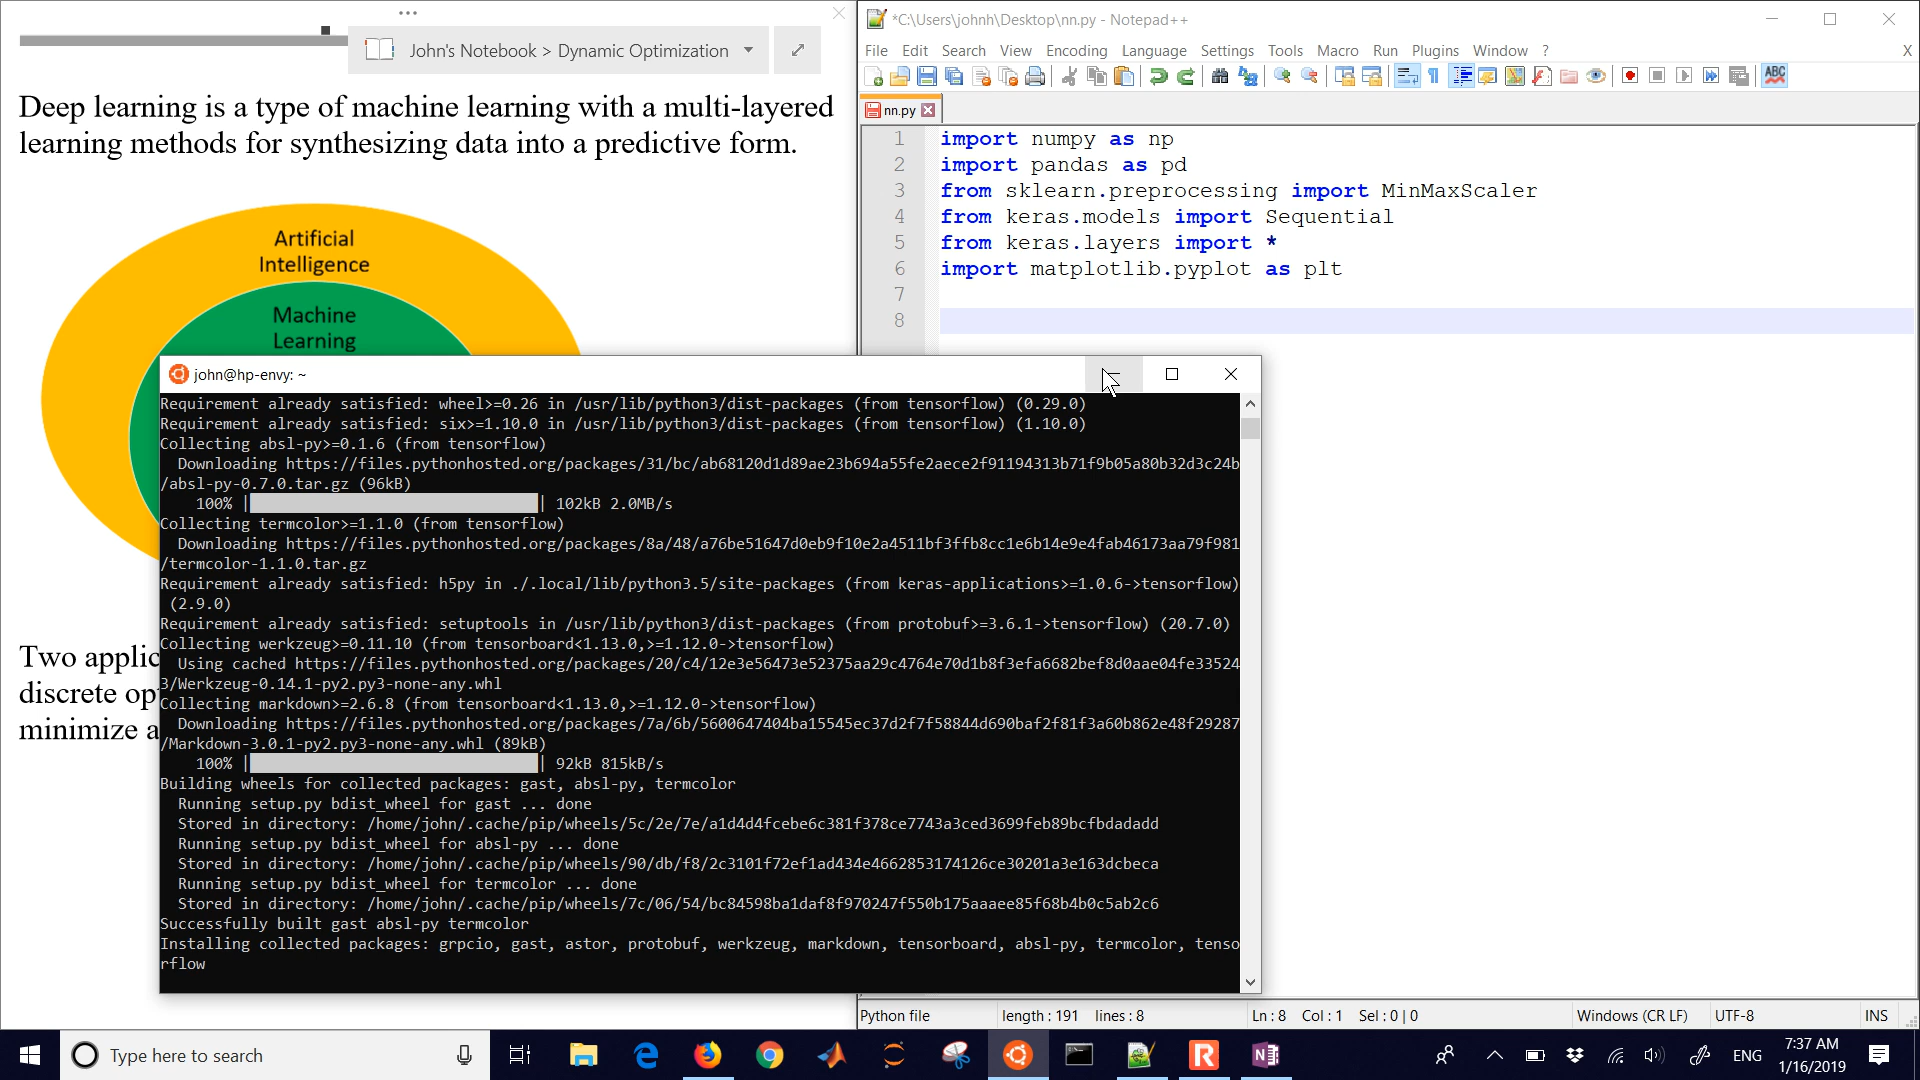 John's Notebook > Dynamic Optimization
Deep learning is a type of machine learning with a multi-layered
learning methods for synthesizing data into a predictive form.
Artificial
Intelligence
Machine
Learning
Two applic
discrete op
minimize a
*C:\Users\johnh\Desktop\nn.py - Notepad++
File Edit Search View Encoding Language Settings Tools Macro Run Plugins Window ? X
ABC
nn.py
1 import numpy as np
2 import pandas as pd
3 from sklearn.preprocessing import MinMaxScaler
4 from keras.models import Sequential
5 from keras.layers import *
6 import matplotlib.pyplot as plt
7
8
john@hp-envy: ~
Requirement already satisfied: wheel>=0.26 in /usr/lib/python3/dist-packages (from tensorflow) (0.29.0)
Requirement already satisfied: six>=1.10.0 in /usr/lib/python3/dist-packages (from tensorflow) (1.10.0)
Collecting absl-py>=0.1.6 (from tensorflow)
Downloading https://files.pythonhosted.org/packages/31/bc/ab68120d1d89ae23b694a55fe2aece2f91194313b71f9b05a80b32d3c24b
/absl-py-0.7.0.tar.gz (96kB)
100% | | 102kB 2.0MB/s
Collecting termcolor>=1.1.0 (from tensorflow)
Downloading https://files.pythonhosted.org/packages/8a/48/a76be51647d0eb9f10e2a4511bf3ffb8cc1e6b14e9e4fab46173aa79f981
/termcolor-1.1.0.tar.gz
Requirement already satisfied: h5py in ./.local/lib/python3.5/site-packages (from keras-applications>=1.0.6->tensorflow)
(2.9.0)
Requirement already satisfied: setuptools in /usr/lib/python3/dist-packages (from protobuf>=3.6.1->tensorflow) (20.7.0)
Collecting werkzeug>=0.11.10 (from tensorboard<1.13.0,>=1.12.0->tensorflow)
Using cached https://files.pythonhosted.org/packages/20/c4/12e3e56473e52375aa29c4764e70d1b8f3efa6682bef8d0aae04fe33524
3/Werkzeug-0.14.1-py2.py3-none-any.whl
Collecting markdown>=2.6.8 (from tensorboard<1.13.0,>=1.12.0->tensorflow)
Downloading https://files.pythonhosted.org/packages/7a/6b/5600647404ba15545ec37d2f7f58844d690baf2f81f3a60b862e48f29287
/Markdown-3.0.1-py2.py3-none-any.whl (89kB)
100% | | 92kB 815kB/s
Building wheels for collected packages: gast, absl-py, termcolor
Running setup.py bdist_wheel for gast ... done
Stored in directory: /home/john/.cache/pip/wheels/5c/2e/7e/a1d4d4fcebe6c381f378ce7743a3ced3699feb89bcfbdadadd
Running setup.py bdist_wheel for absl-py ... done
Stored in directory: /home/john/.cache/pip/wheels/90/db/f8/2c3101f72ef1ad434e4662853174126ce30201a3e163dcbeca
Running setup.py bdist_wheel for termcolor ... done
Stored in directory: /home/john/.cache/pip/wheels/7c/06/54/bc84598ba1daf8f970247f550b175aaaee85f68b4b0c5ab2c6
Successfully built gast absl-py termcolor
Installing collected packages: grpcio, gast, astor, protobuf, werkzeug, markdown, tensorboard, absl-py, termcolor, tenso
rflow
Python file length : 191 lines : 8 Ln : 8 Col : 1 Sel : 0 | 0 Windows (CR LF) UTF-8 INS
Type here to search
R
N
ENG
7:37 AM
1/16/2019